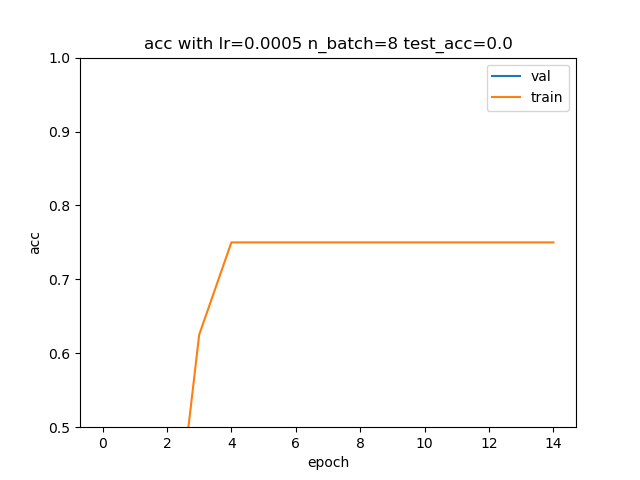 acc with lr=0.0005 n_batch=8 test_acc=0.0
val
train
1.0
0.9
0.8
0.7
0.6
0.5
acc
0 2 4 6 8 10 12 14
epoch